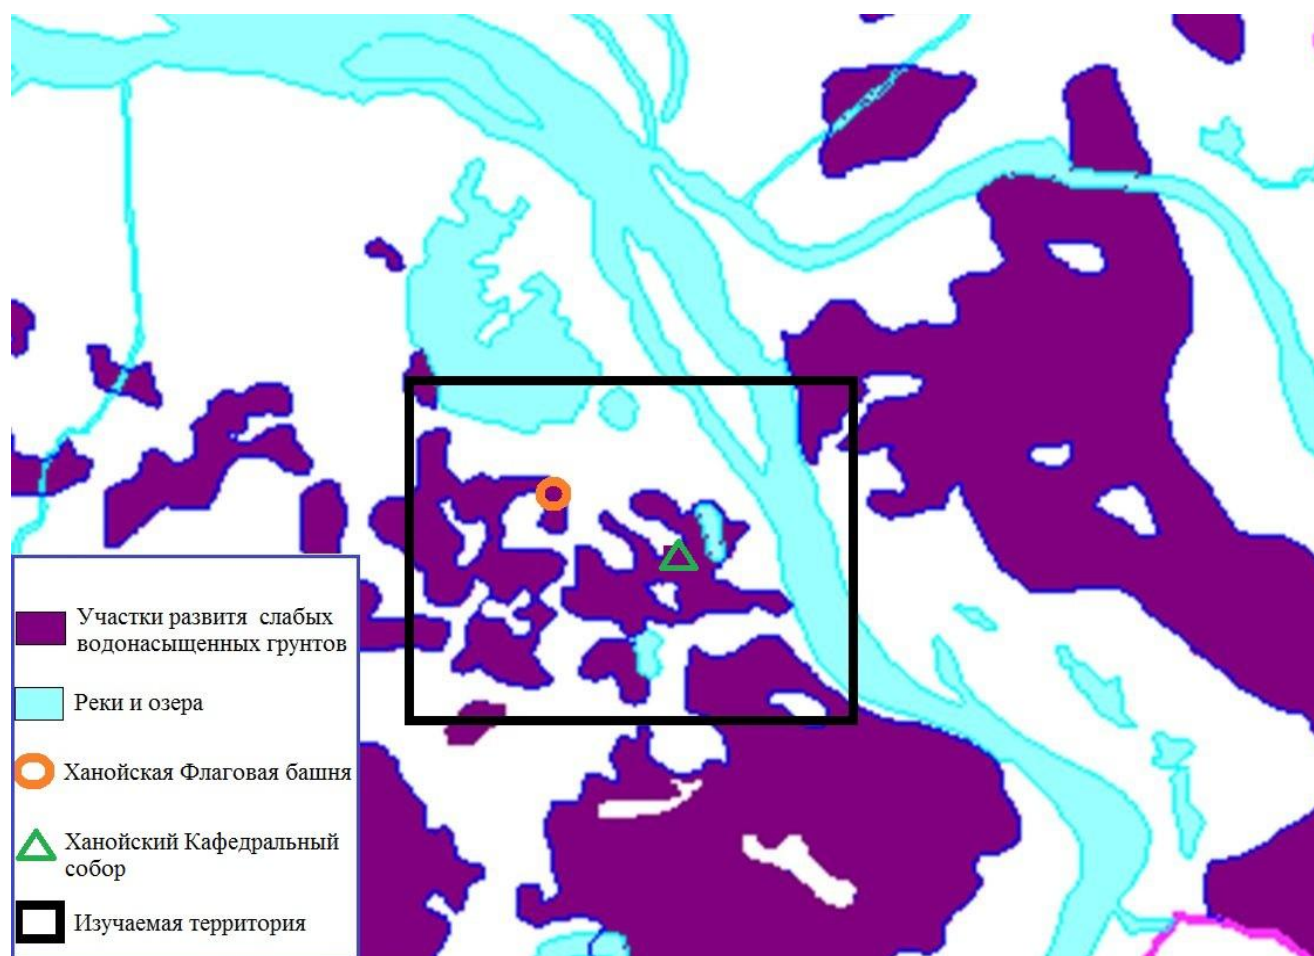 Участки развитя слабых
водонасыщенных грунтов
Реки и озера
Ханойская Флаговая башня
Ханойский Кафедральный
собор
Изучаемая территория